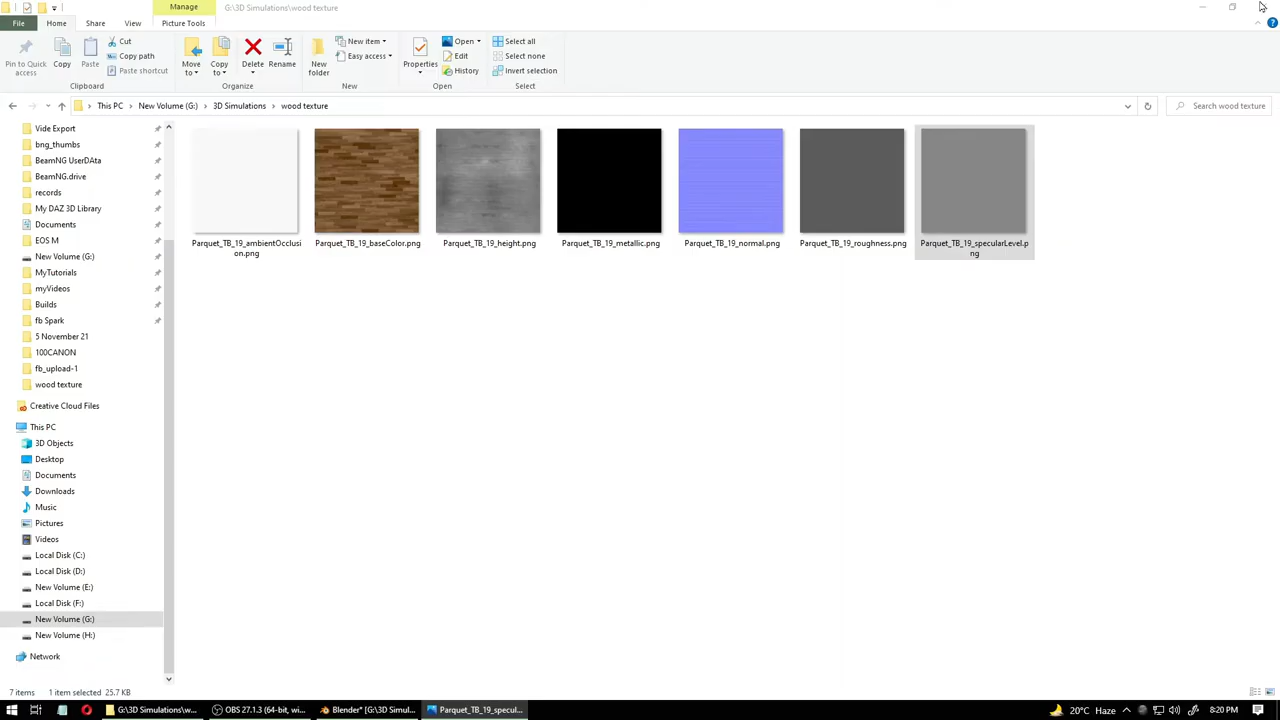 Manage
G:\3D Simulations\wood texture
File
Home
Share
View
Picture Tools
Pin to Quick access
Copy
Paste
Cut
Copy path
Paste shortcut
Clipboard
Move to
Copy to
Delete
Rename
Organize
New folder
New item
Easy access
New
Properties
Open
Edit
History
Open
Select all
Select none
Invert selection
Select
This PC > New Volume (G:) > 3D Simulations > wood texture
Search wood texture
Vide Export
bng_thumbs
BeamNG UserDAta
BeamNG.drive
records
My DAZ 3D Library
Documents
EOS M
New Volume (G:)
MyTutorials
myVideos
Builds
fb Spark
5 November 21
100CANON
fb_upload-1
wood texture
Creative Cloud Files
This PC
3D Objects
Desktop
Documents
Downloads
Music
Pictures
Videos
Local Disk (C:)
Local Disk (D:)
New Volume (E:)
Local Disk (F:)
New Volume (G:)
New Volume (H:)
Network
Parquet_TB_19_ambientOcclusi
on.png
Parquet_TB_19_baseColor.png
Parquet_TB_19_height.png
Parquet_TB_19_metallic.png
Parquet_TB_19_normal.png
Parquet_TB_19_roughness.png
Parquet_TB_19_specularLevel.p
ng
7 items
1 item selected 25.7 KB
G:\3D Simulations\w...
OBS 27.1.3 (64-bit, wi...
Blender* [G:\3D Simul...
Parquet_TB_19_specul...
20°C Haze
8:20 PM